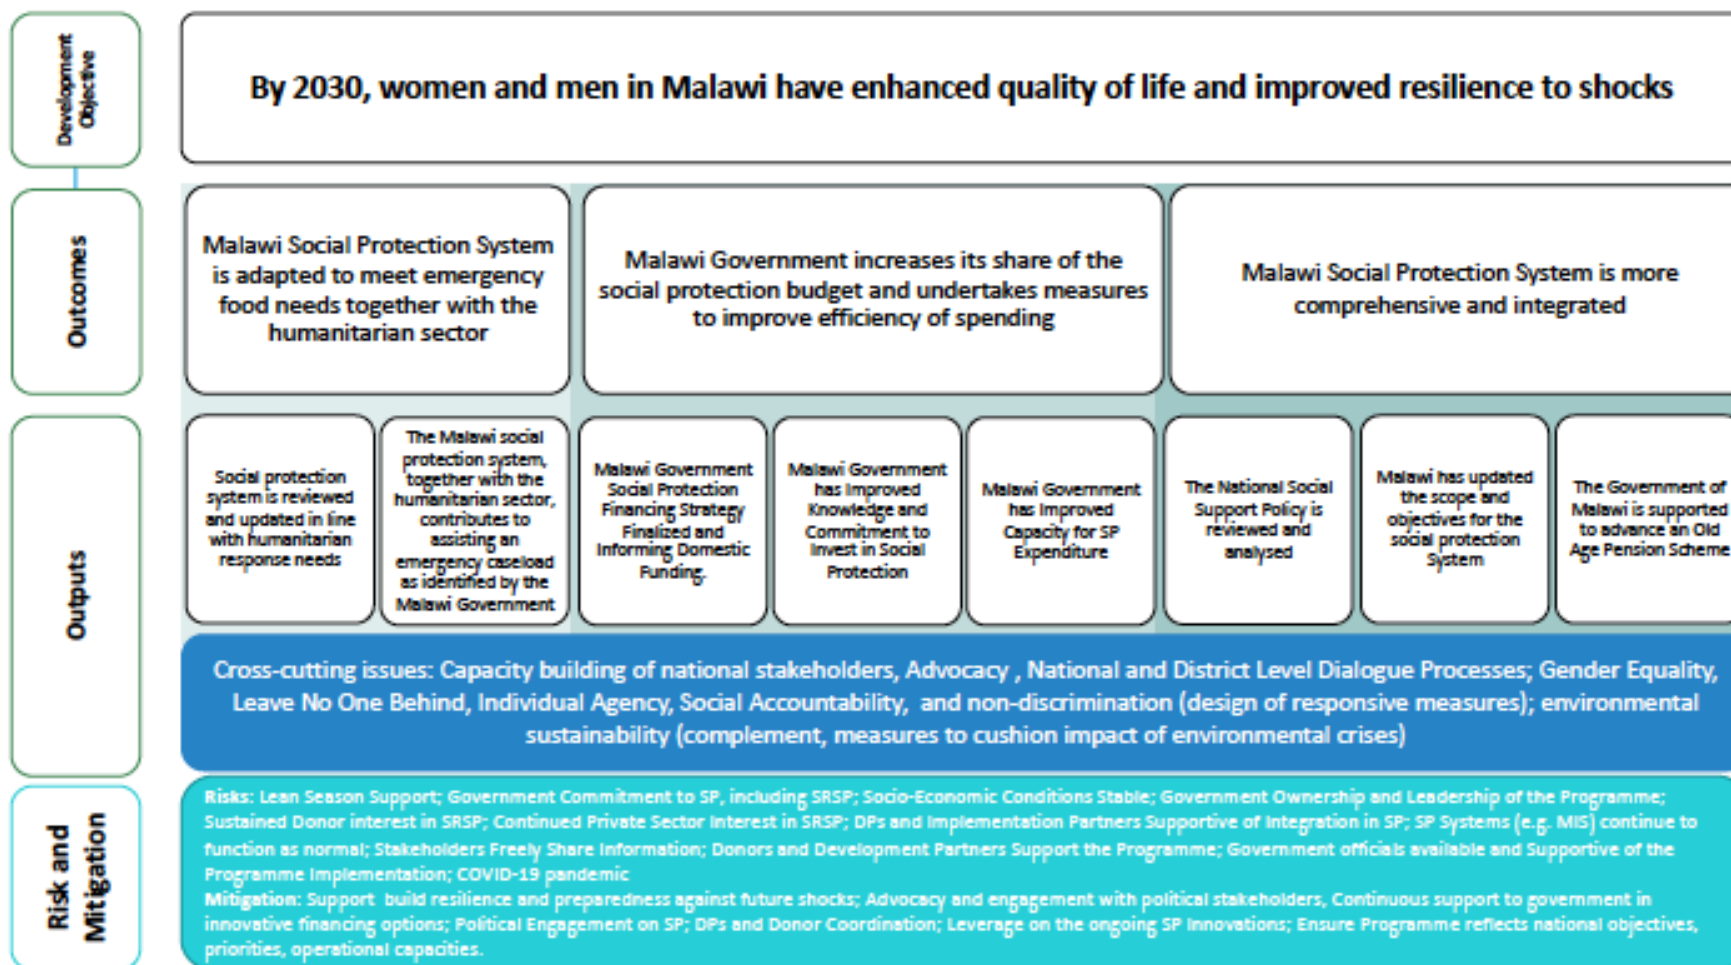 Development
Objective
By 2030, women and men in Malawi have enhanced quality of life and improved resilience to shocks
Outcomes
Malawi Social Protection System
is adapted to meet emergency
food needs together with the
humanitarian sector
Malawi Government increases its share of the
social protection budget and undertakes measures
to improve efficiency of spending
Malawi Social Protection System is more
comprehensive and integrated
Outputs
Social protection
system is reviewed
and updated in line
with humanitarian
response needs
The Malawi social
protection system,
together with the
humanitarian sector,
contributes to
assisting an
emergency caseload
as identified by the
Malawi Government
Malawi Government
Social Protection
Financing Strategy
Finalized and
Informing Domestic
Funding.
Malawi Government
has Improved
Knowledge and
Commitment to
Invest in Social
Protection
Malawi Government
has Improved
Capacity for SP
Expenditure
The National Social
Support Policy is
reviewed and
analysed
Malawi has updated
the scope and
objectives for the
social protection
System
The Government of
Malawi is supported
to advance an Old
Age Pension Scheme
Cross-cutting issues: Capacity building of national stakeholders, Advocacy , National and District Level Dialogue Processes; Gender Equality,
Leave No One Behind, Individual Agency, Social Accountability, and non-discrimination (design of responsive measures); environmental
sustainability (complement, measures to cushion impact of environmental crises)
Risk and
Mitigation
Risks: Lean Season Support; Government Commitment to SP, including SRSP; Socio-Economic Conditions Stable; Government Ownership and Leadership of the Programme;
Sustained Donor interest in SRSP; Continued Private Sector Interest in SRSP; DPs and Implementation Partners Supportive of Integration in SP; SP Systems (e.g. MIS) continue to
function as normal; Stakeholders Freely Share Information; Donors and Development Partners Support the Programme; Government officials available and Supportive of the
Programme Implementation; COVID-19 pandemic
Mitigation: Support build resilience and preparedness against future shocks; Advocacy and engagement with political stakeholders, Continuous support to government in
innovative financing options; Political Engagement on SP; DPs and Donor Coordination; Leverage on the ongoing SP Innovations; Ensure Programme reflects national objectives,
priorities, operational capacities.